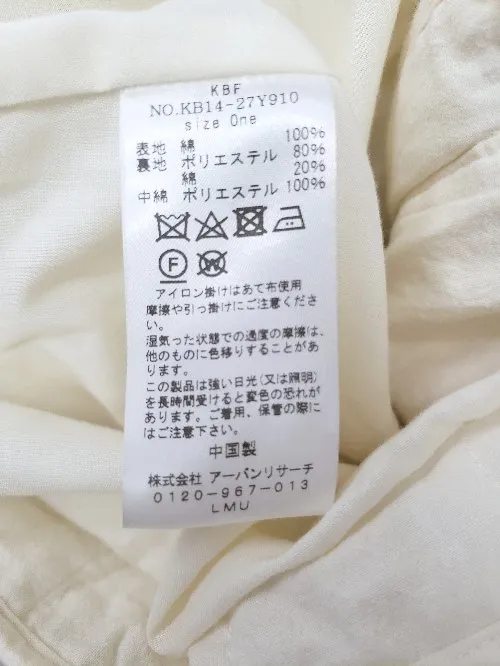 KBF
NO.KB14-27Y910
size One
表地 綿 100%
裏地 ポリエステル 80%
綿 20%
中綿 ポリエステル 100%
F
W
アイロン掛けはあて布使用
摩擦や引っ掛けにご注意くださ
い。
湿気った状態での過度の摩擦は、
他のものに色移りすることがあ
ります。
この製品は強い日光(又は照明)
を長時間受けると変色の恐れが
あります。ご着用、保管の際に
はご注意下さい。
中国製
株式会社 アーバンリサーチ
0120-967-013
LMU